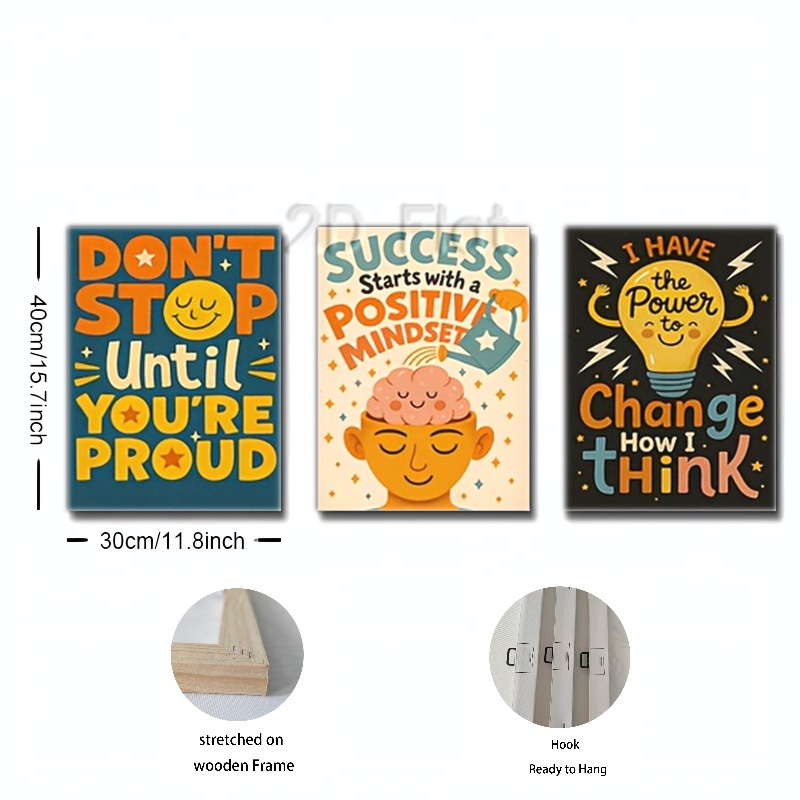 2D_Flat
DON'T
STOP
Until
YOU'RE
PROUD
SUCCESS
Starts with a
POSITIVE
MINDSET
I HAVE
the
Power
to
Change
HOW I
tHiNK
40cm/15.7inch
30cm/11.8inch
stretched on
wooden Frame
Hook
Ready to Hang